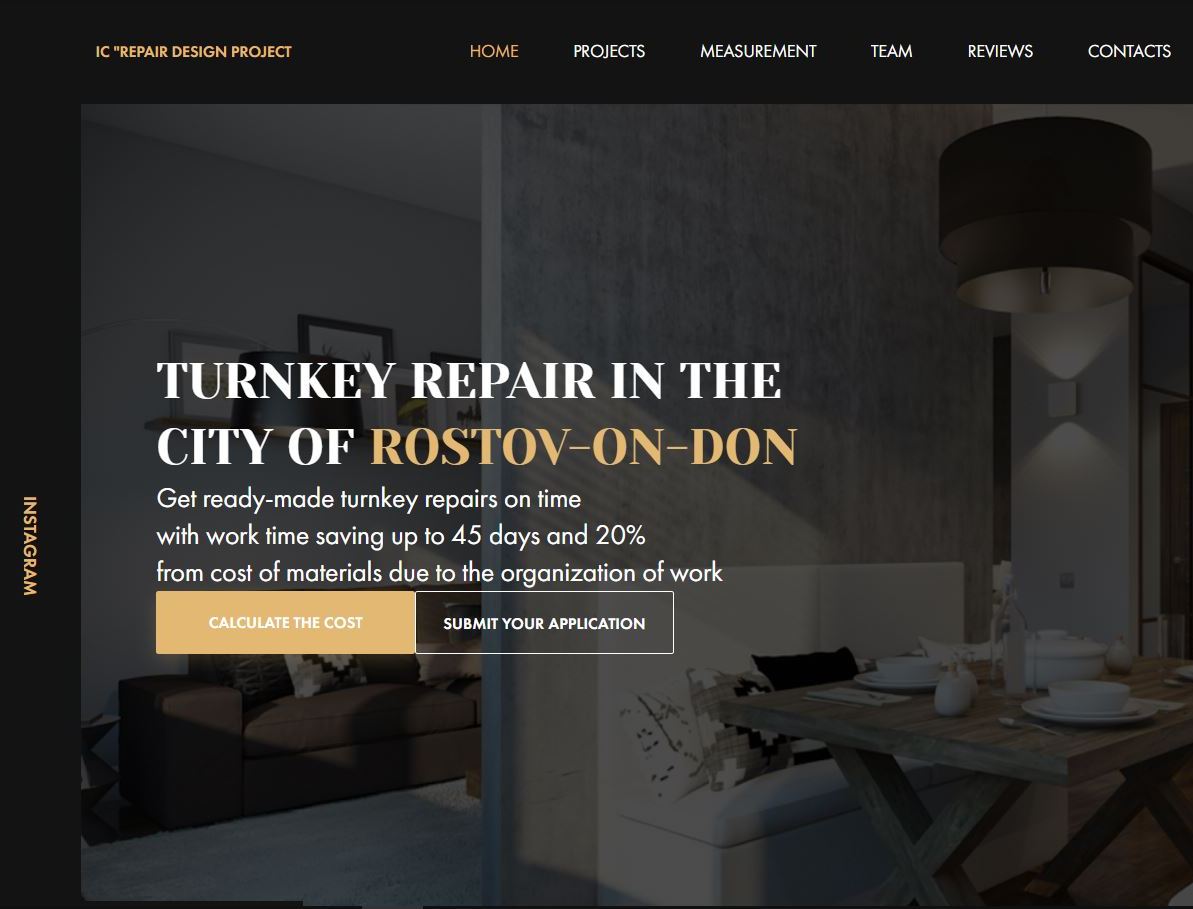 IC "REPAIR DESIGN PROJECT
HOME
PROJECTS
MEASUREMENT
TEAM
REVIEWS
CONTACTS
TURNKEY REPAIR IN THE
CITY OF ROSTOV-ON-DON
Get ready-made turnkey repairs on time
with work time saving up to 45 days and 20%
from cost of materials due to the organization of work
CALCULATE THE COST
SUBMIT YOUR APPLICATION
INSTAGRAM